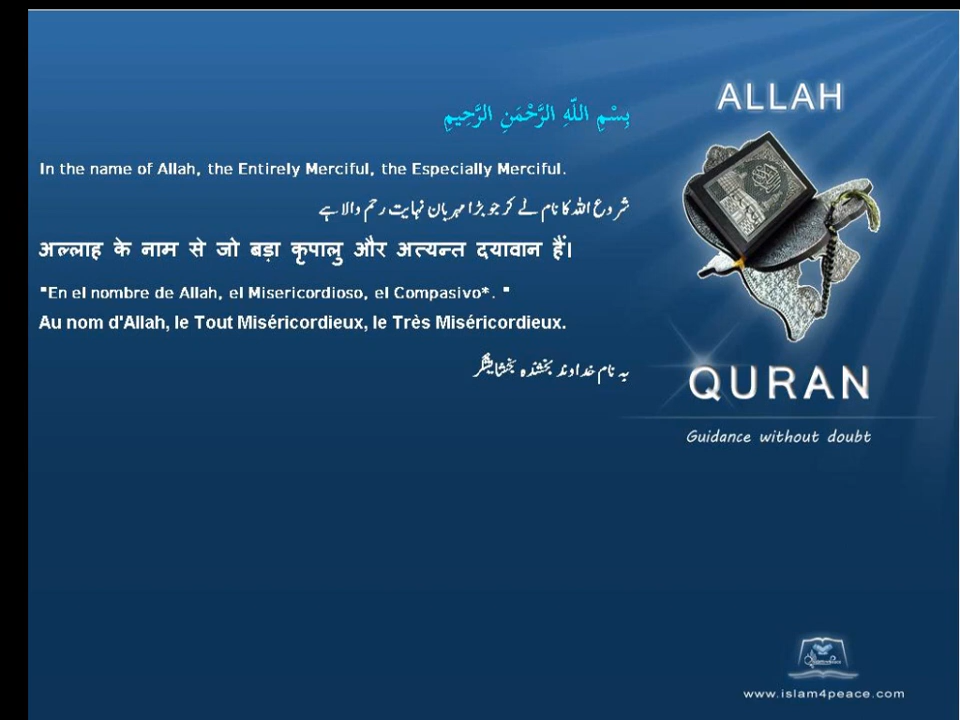 بِسْمِ اللّهِ الرَّحْمَنِ الرَّحِيمِ
In the name of Allah, the Entirely Merciful, the Especially Merciful.
شروع اللہ کا نام لے کر جو بڑا مہربان نہایت رحم والا ہے
अल्लाह के नाम से जो बड़ा कृपालु और अत्यन्त दयावान हैं।
"En el nombre de Allah, el Misericordioso, el Compasivo*. "
Au nom d'Allah, le Tout Miséricordieux, le Très Miséricordieux.
به نام خداوند بخشنده بخشایشگر
ALLAH
QURAN
Guidance without doubt
www.islam4peace.com